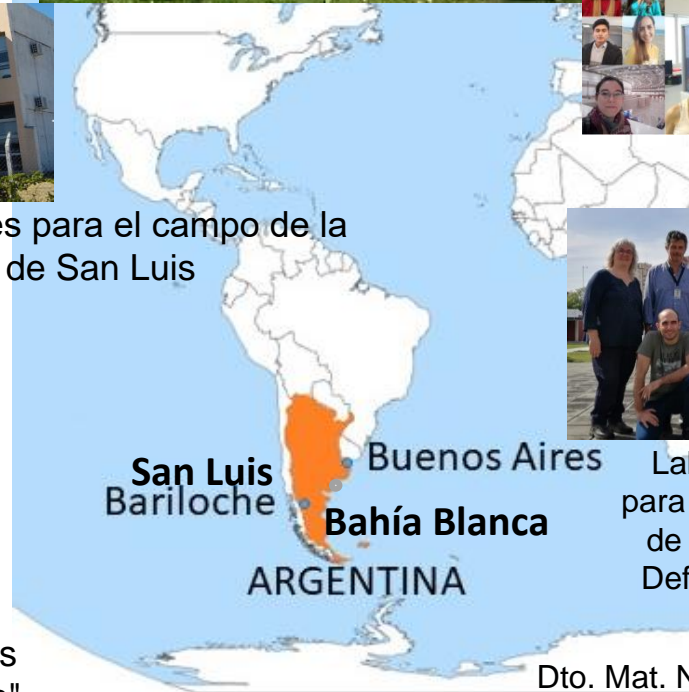 es para el campo de la
de San Luis
San Luis
Buenos Aires
Bariloche
Bahía Blanca
ARGENTINA
para
de
Dto. Mat.